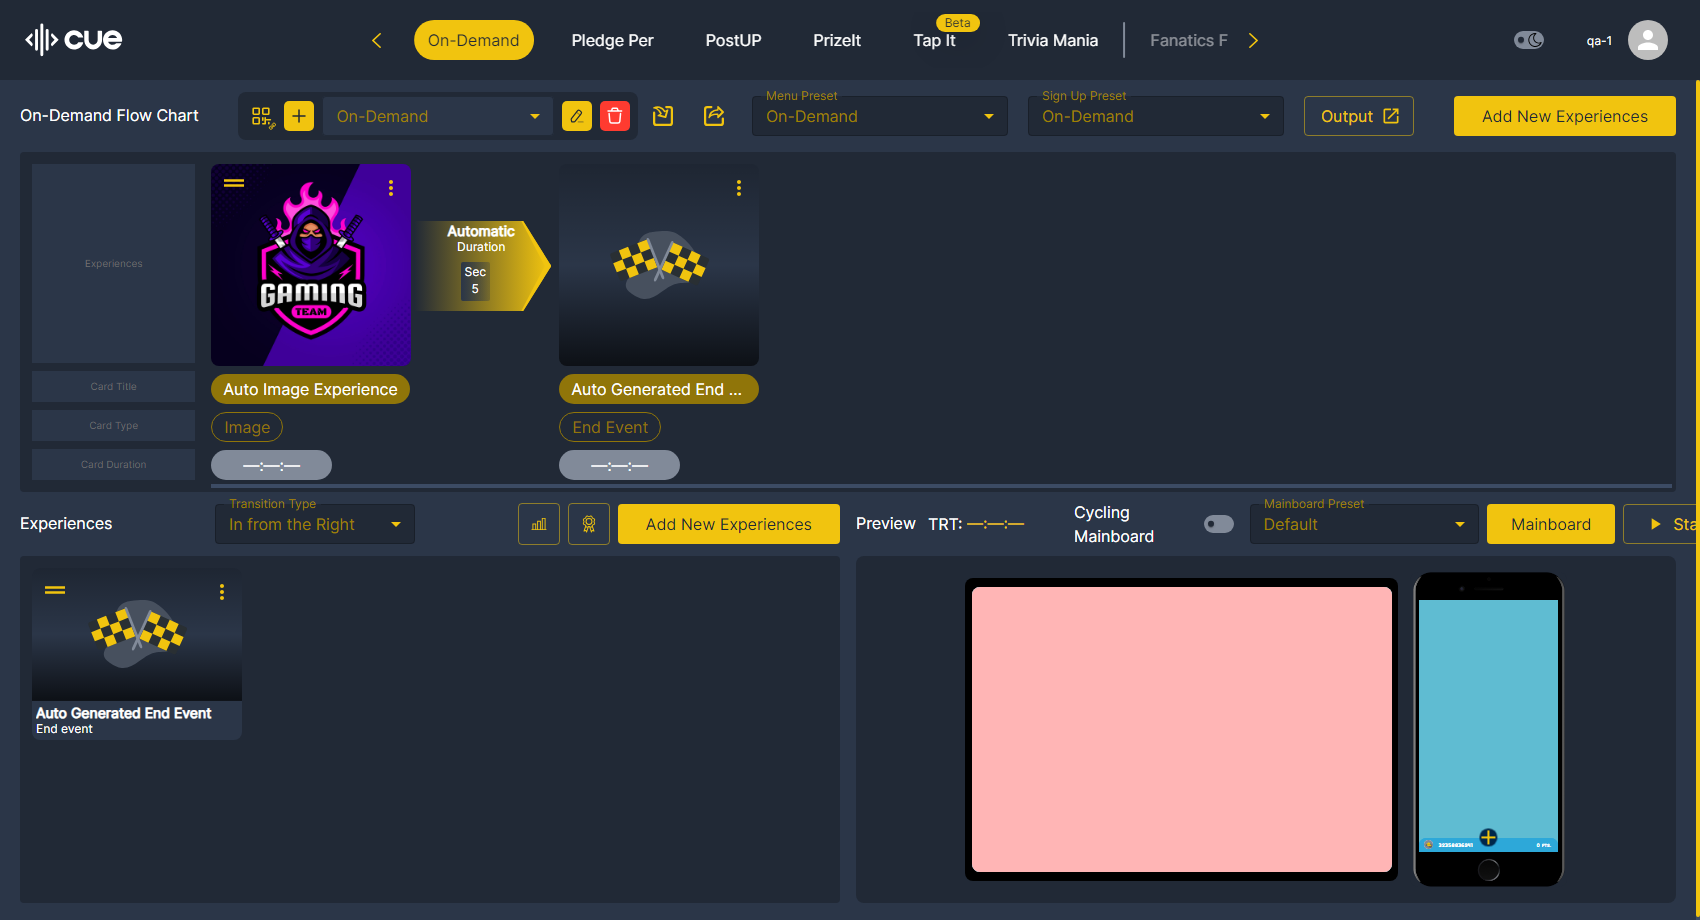 cue
On-Demand
Pledge Per
PostUP
PrizeIt
Beta
Tap It
Trivia Mania
Fanatics F
qa-1
On-Demand Flow Chart
On-Demand
Menu Preset
On-Demand
Sign Up Preset
On-Demand
Output
Add New Experiences
Experiences
Card Title
Card Type
Card Duration
GAMING
TEAM
Automatic
Duration
Sec
5
Auto Image Experience
Auto Generated End ...
Image
End Event
—:—:—
—:—:—
Experiences
Transition Type
In from the Right
Add New Experiences
Preview
TRT: —:—:—
Cycling
Mainboard
Mainboard Preset
Default
Mainboard
Sta
Auto Generated End Event
End event
0 PTS.